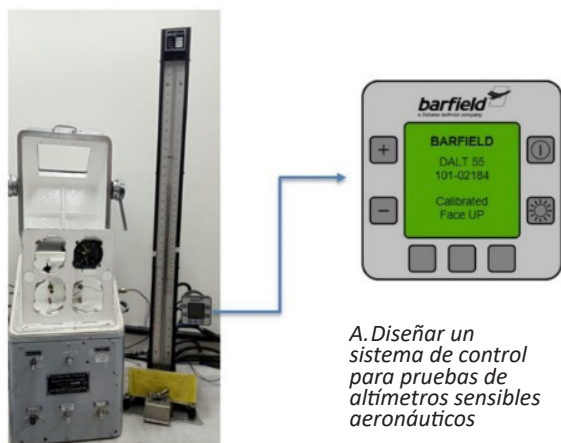 barfield
BARFIELD
DALT 55
101-02184
Calibrated
Face UP
+
−
A. Diseñar un
sistema de control
para pruebas de
altímetros sensibles
aeronáuticos